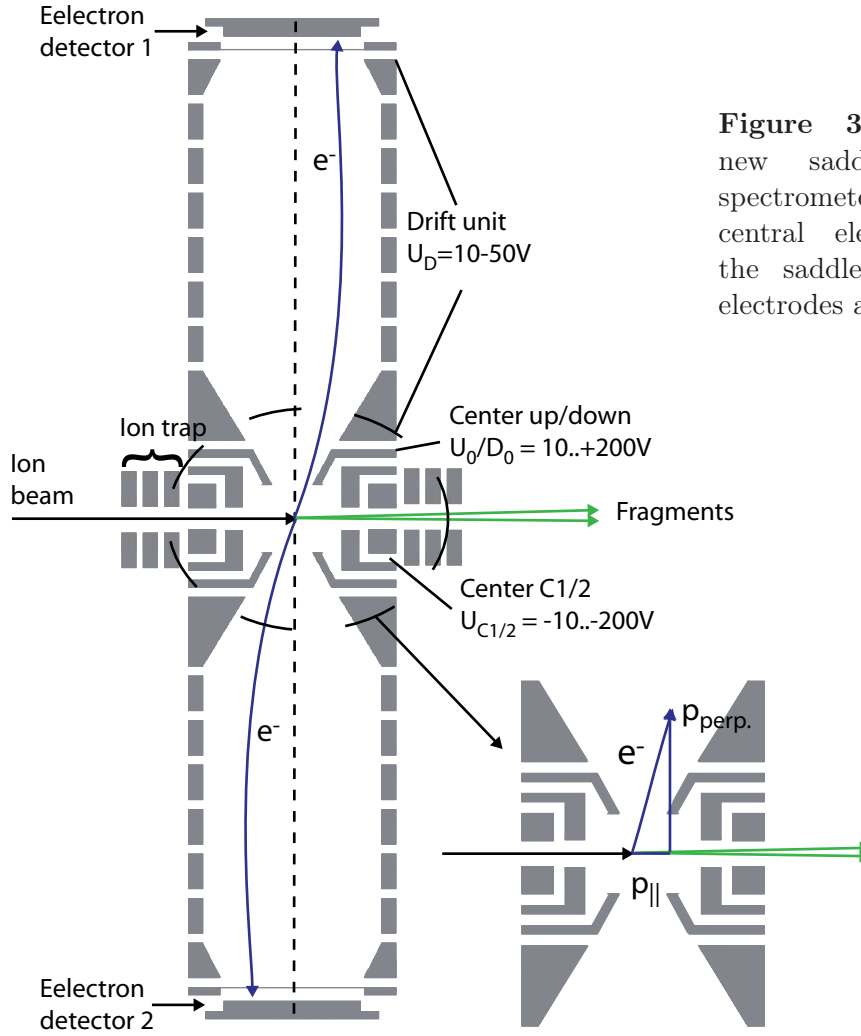 Eelectron
detector 1
e-
Figure 3
new sadd
spectromete
central ele
the saddle
electrodes a
Drift unit
U_D=10-50V
Ion trap
Center up/down
U_0/D_0 = 10..+200V
Ion
beam
Fragments
Center C1/2
U_C1/2 = -10..-200V
e-
p_perp.
e-
p_||
Eelectron
detector 2